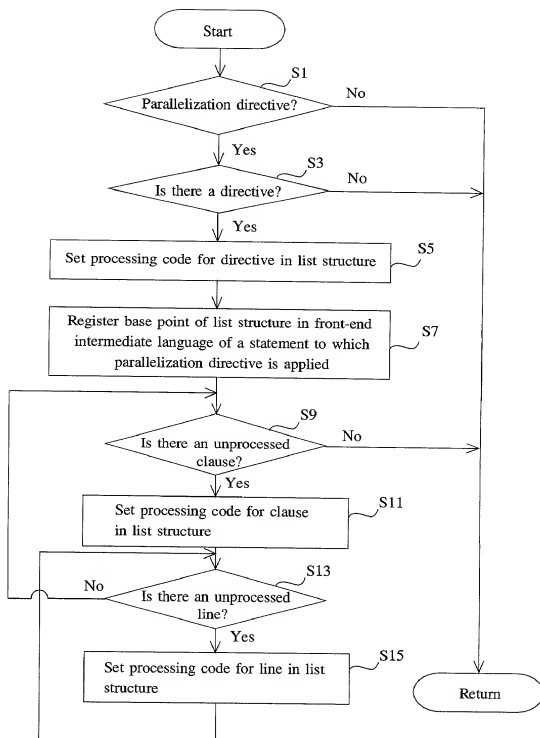 Start
S1
Parallelization directive?
No
Yes
S3
Is there a directive?
No
Yes
Set processing code for directive in list structure
S5
Register base point of list structure in front-end
intermediate language of a statement to which
parallelization directive is applied
S7
S9
Is there an unprocessed
clause?
No
Yes
Set processing code for clause
in list structure
S11
S13
Is there an unprocessed
line?
No
Yes
Set processing code for line in list
structure
S15
Return